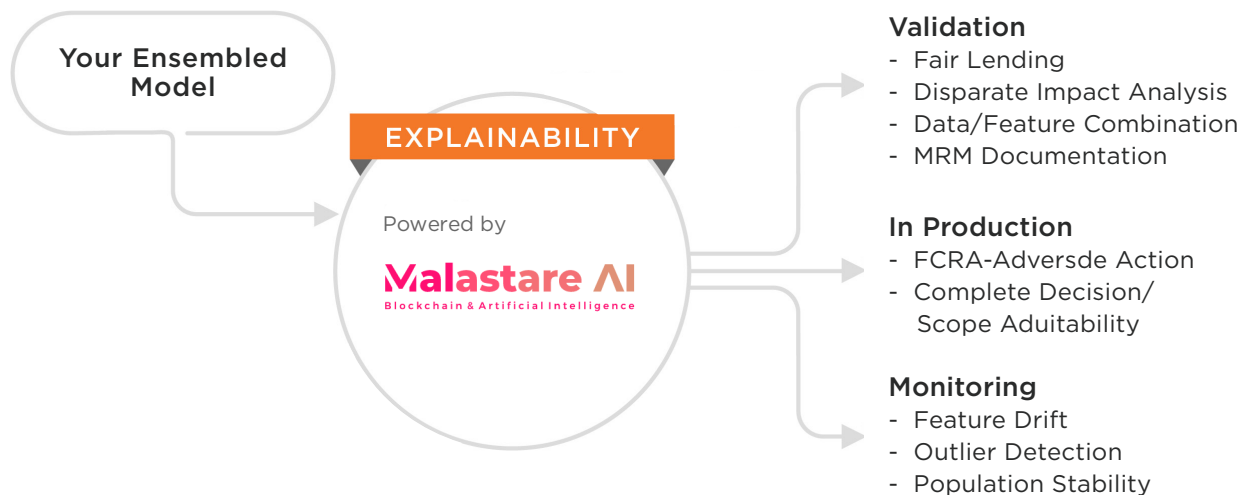 Your Ensembled
Model
EXPLAINABILITY
Powered by
Malastare AI
Blockchain & Artificial Intelligence
Validation
- Fair Lending
- Disparate Impact Analysis
- Data/Feature Combination
- MRM Documentation
In Production
- FCRA-Adversde Action
- Complete Decision/
Scope Aduitability
Monitoring
- Feature Drift
- Outlier Detection
- Population Stability